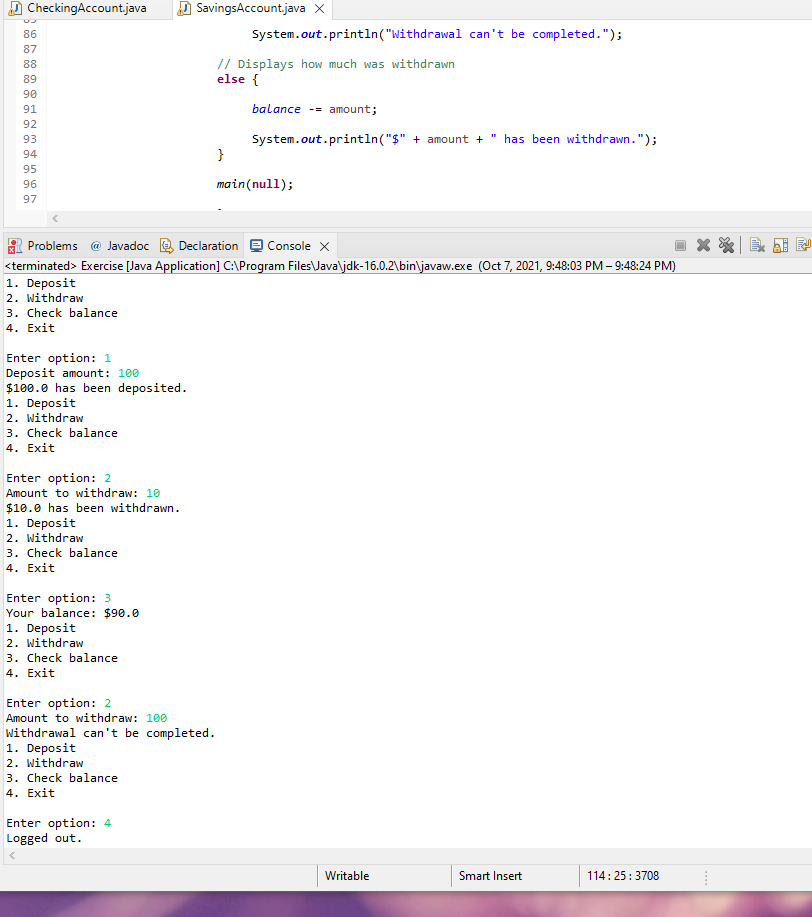 CheckingAccount.java SavingsAccount.java
86 System.out.println("Withdrawal can't be completed.");
87
88 // Displays how much was withdrawn
89 else {
90
91 balance -= amount;
92
93 System.out.println("$" + amount + " has been withdrawn.");
94 }
95
96 main(null);
97
Problems @ Javadoc Declaration Console
<terminated> Exercise [Java Application] C:\Program Files\Java\jdk-16.0.2\bin\javaw.exe (Oct 7, 2021, 9:48:03 PM – 9:48:24 PM)
1. Deposit
2. Withdraw
3. Check balance
4. Exit
Enter option: 1
Deposit amount: 100
$100.0 has been deposited.
1. Deposit
2. Withdraw
3. Check balance
4. Exit
Enter option: 2
Amount to withdraw: 10
$10.0 has been withdrawn.
1. Deposit
2. Withdraw
3. Check balance
4. Exit
Enter option: 3
Your balance: $90.0
1. Deposit
2. Withdraw
3. Check balance
4. Exit
Enter option: 2
Amount to withdraw: 100
Withdrawal can't be completed.
1. Deposit
2. Withdraw
3. Check balance
4. Exit
Enter option: 4
Logged out.
Writable Smart Insert 114 : 25 : 3708